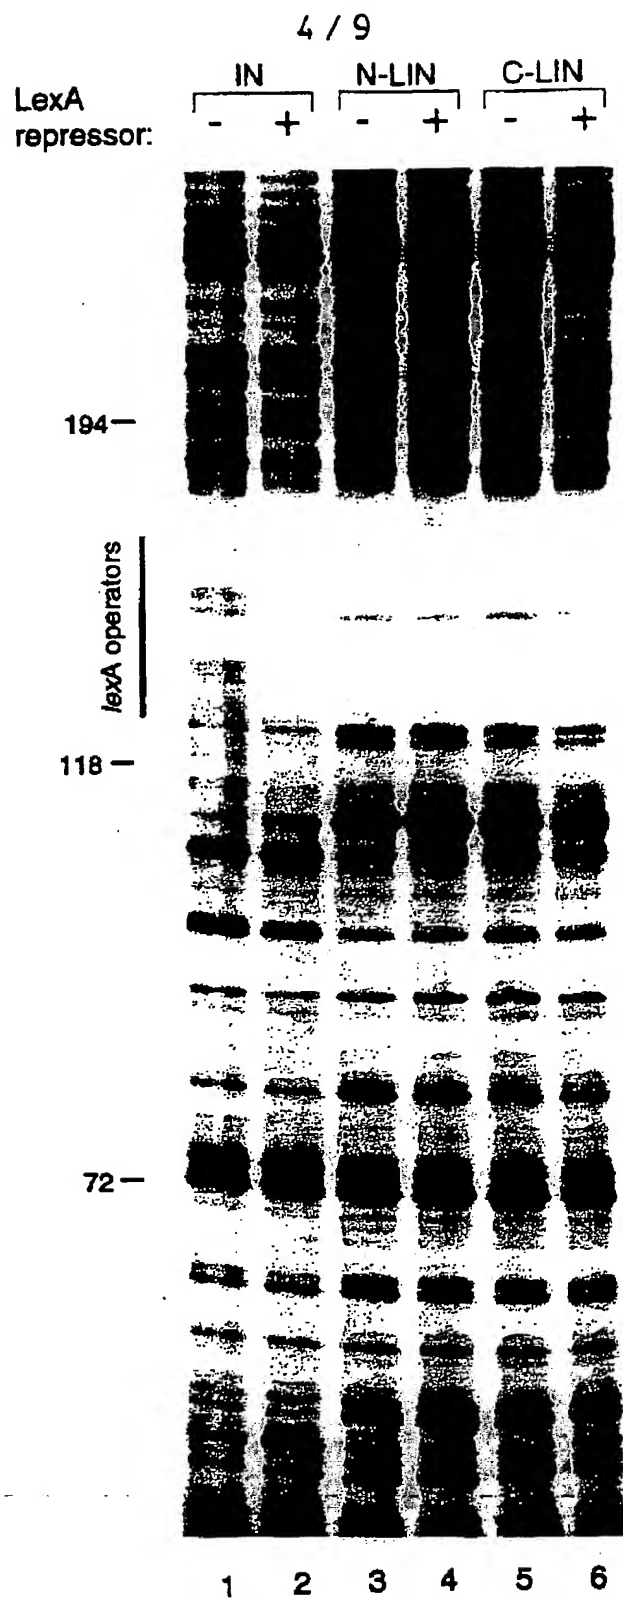 4 / 9
IN N-LIN C-LIN
LexA
repressor: - + - + - +
194
lexA operators
118
72
1 2 3 4 5 6